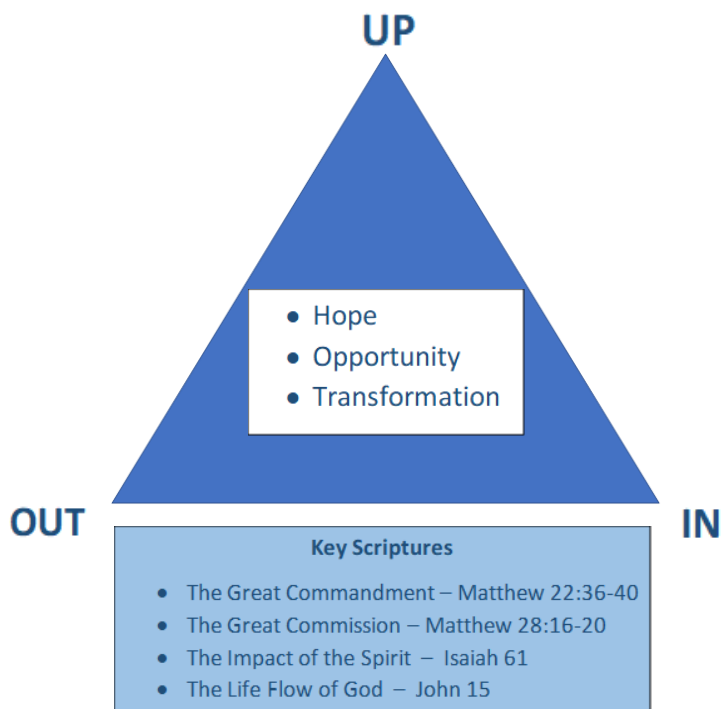 UP
• Hope
• Opportunity
• Transformation
OUT
IN
Key Scriptures
• The Great Commandment – Matthew 22:36-40
• The Great Commission – Matthew 28:16-20
• The Impact of the Spirit – Isaiah 61
• The Life Flow of God – John 15